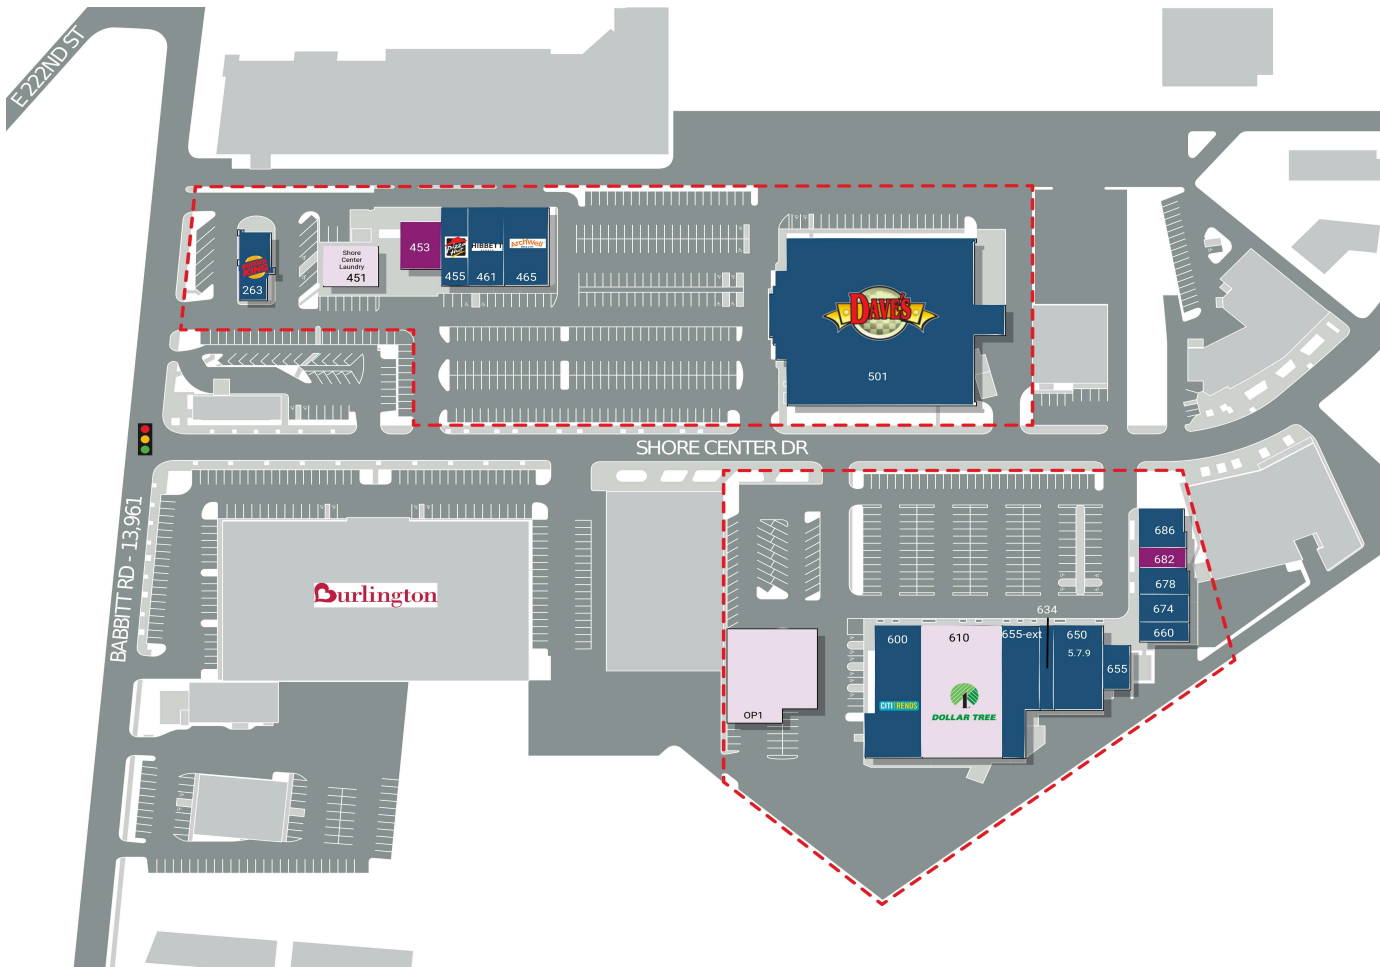 E 222ND ST
BURGER KING
263
Shore
Center
Laundry
451
453
Pizza
455
HIBBETT
461
ArchWell
465
DAVE'S
501
SHORE CENTER DR
BABBITT RD - 13,961
Burlington
686
682
678
674
660
634
600
610
655-ext
650
5.7.9
655
CITI TRENDS
DOLLAR TREE
OP1